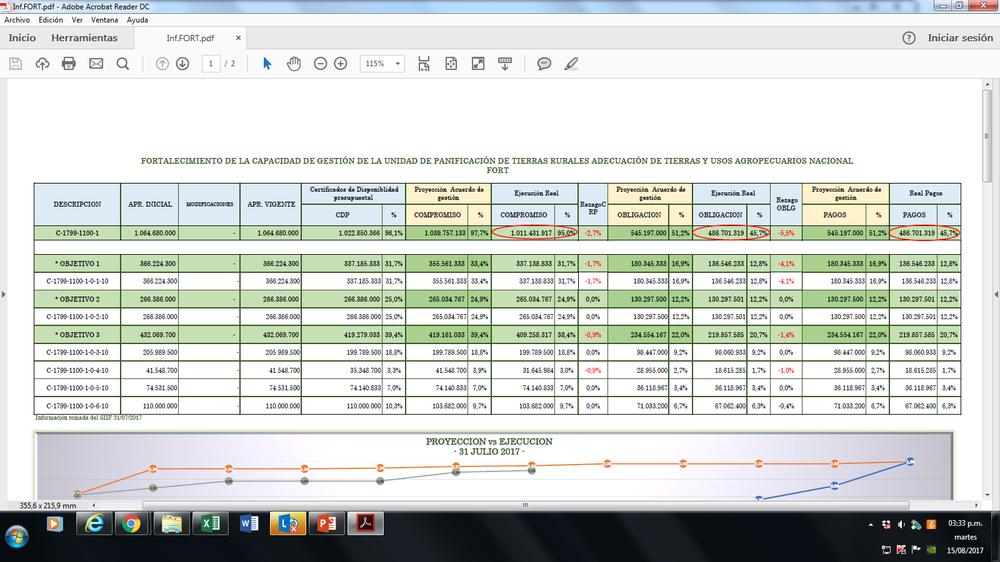 Inf.FORT.pdf - Adobe Acrobat Reader DC
Archivo Edición Ver Ventana Ayuda
Inicio Herramientas Inf.FORT.pdf × ? Iniciar sesión
1 / 2 115%
FORTALECIMIENTO DE LA CAPACIDAD DE GESTIÓN DE LA UNIDAD DE PANIFICACIÓN DE TIERRAS RURALES ADECUACIÓN DE TIERRAS Y USOS AGROPECUARIOS NACIONAL
FORT
DESCRIPCION APR. INICIAL MODIFICACIONES APR. VIGENTE Certificados de Disponiblidad presupuestal Proyección Acuerdo de gestión Ejecución Real RezagoC RP Proyección Acuerdo de gestión Ejecución Real Rezago OBLG Proyección Acuerdo de gestión Real Pagos
CDP % COMPROMISO % COMPROMISO % OBLIGACION % OBLIGACION % PAGOS % PAGOS %
C-1799-1100-1 1.064.680.000 - 1.064.680.000 1.022.850.366 96,1% 1.039.757.133 97,7% 1.011.431.917 95,0% -2,7% 545.197.000 51,2% 486.701.319 45,7% -5,5% 545.197.000 51,2% 486.701.319 45,7%
* OBJETIVO 1 366.224.300 - 366.224.300 337.185.333 31,7% 355.561.333 33,4% 337.138.833 31,7% -1,7% 180.345.333 16,9% 136.546.233 12,8% -4,1% 180.345.333 16,9% 136.546.233 12,8%
C-1799-1100-1-0-1-10 366.224.300 - 366.224.300 337.185.333 31,7% 355.561.333 33,4% 337.138.833 31,7% -1,7% 180.345.333 16,9% 136.546.233 12,8% -4,1% 180.345.333 16,9% 136.546.233 12,8%
* OBJETIVO 2 266.386.000 - 266.386.000 266.386.000 25,0% 265.034.767 24,9% 265.034.767 24,9% 0,0% 130.297.500 12,2% 130.297.501 12,2% 0,0% 130.297.500 12,2% 130.297.501 12,2%
C-1799-1100-1-0-2-10 266.386.000 - 266.386.000 266.386.000 25,0% 265.034.767 24,9% 265.034.767 24,9% 0,0% 130.297.500 12,2% 130.297.501 12,2% 0,0% 130.297.500 12,2% 130.297.501 12,2%
* OBJETIVO 3 432.069.700 - 432.069.700 419.279.033 39,4% 419.161.033 39,4% 409.258.317 38,4% -0,9% 234.554.167 22,0% 219.857.585 20,7% -1,4% 234.554.167 22,0% 219.857.585 20,7%
C-1799-1100-1-0-3-10 205.989.500 - 205.989.500 199.789.500 18,8% 199.789.500 18,8% 199.789.500 18,8% 0,0% 98.447.000 9,2% 98.060.933 9,2% 0,0% 98.447.000 9,2% 98.060.933 9,2%
C-1799-1100-1-0-4-10 41.548.700 - 41.548.700 35.348.700 3,3% 41.548.700 3,9% 31.645.984 3,0% -0,9% 28.955.000 2,7% 18.615.285 1,7% -1,0% 28.955.000 2,7% 18.615.285 1,7%
C-1799-1100-1-0-5-10 74.531.500 - 74.531.500 74.140.833 7,0% 74.140.833 7,0% 74.140.833 7,0% 0,0% 36.118.967 3,4% 36.118.967 3,4% 0,0% 36.118.967 3,4% 36.118.967 3,4%
C-1799-1100-1-0-6-10 110.000.000 - 110.000.000 110.000.000 10,3% 103.682.000 9,7% 103.682.000 9,7% 0,0% 71.033.200 6,7% 67.062.400 6,3% -0,4% 71.033.200 6,7% 67.062.400 6,3%
Información tomada del SIIF 31/07/2017
PROYECCION vs EJECUCION
- 31 JULIO 2017 -
355,6 x 215,9 mm
03:33 p.m.
martes
15/08/2017